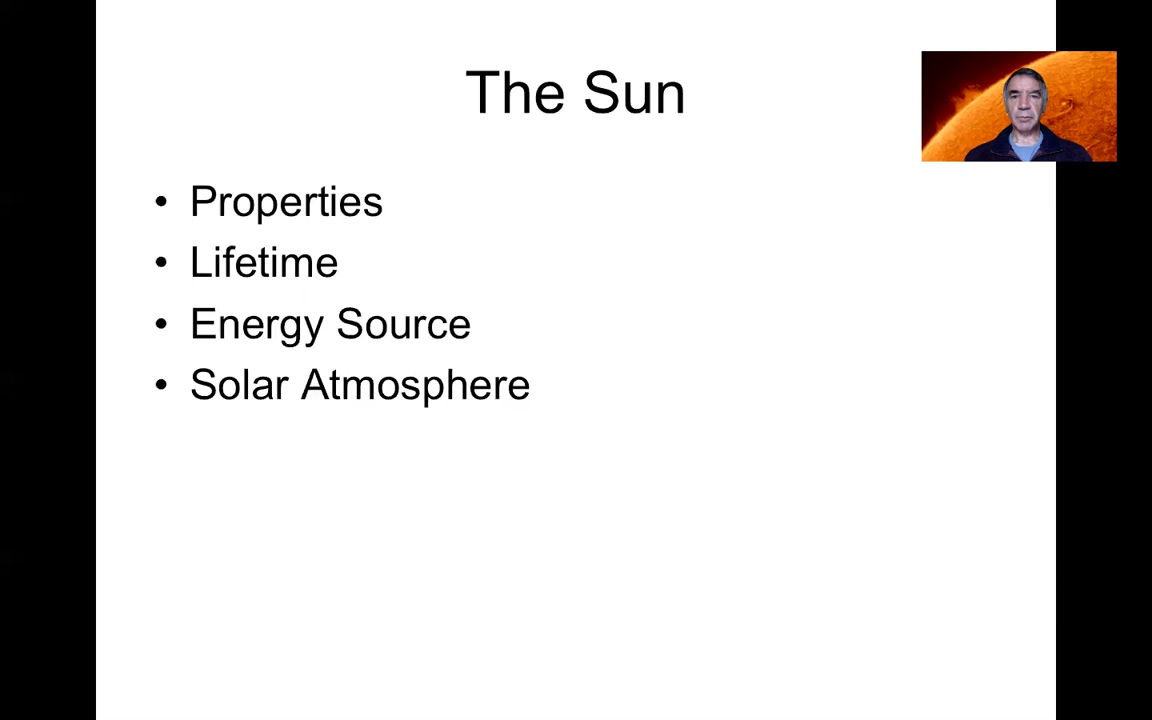 The Sun
• Properties
• Lifetime
• Energy Source
• Solar Atmosphere